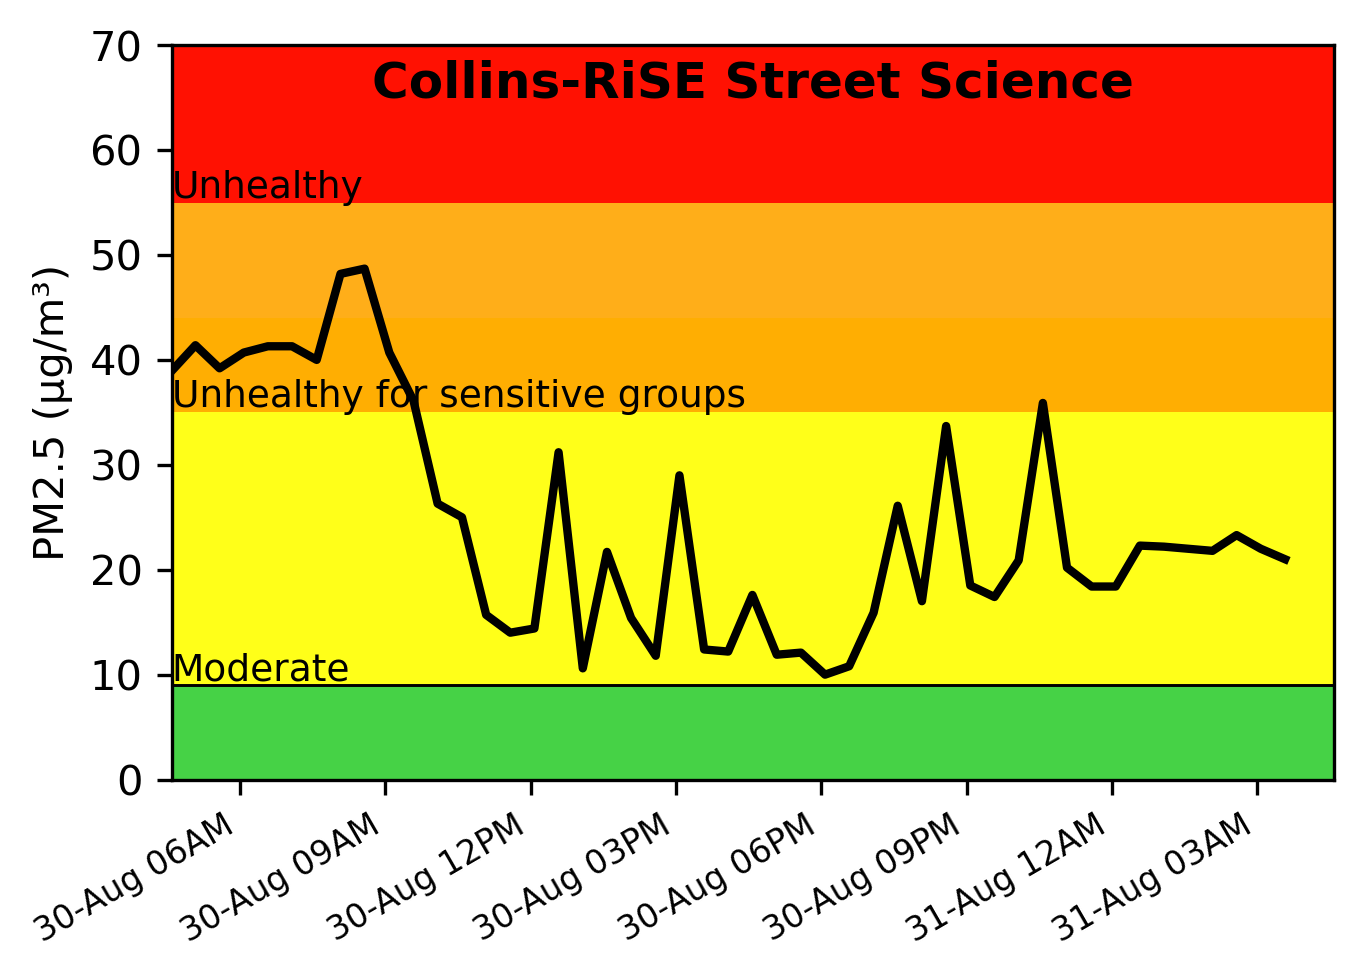 Collins-RiSE Street Science
70
60
Unhealthy
50
40
Unhealthy for sensitive groups
30
20
Moderate
10
0
PM2.5 (µg/m³)
30-Aug 06AM
30-Aug 09AM
30-Aug 12PM
30-Aug 03PM
30-Aug 06PM
30-Aug 09PM
31-Aug 12AM
31-Aug 03AM